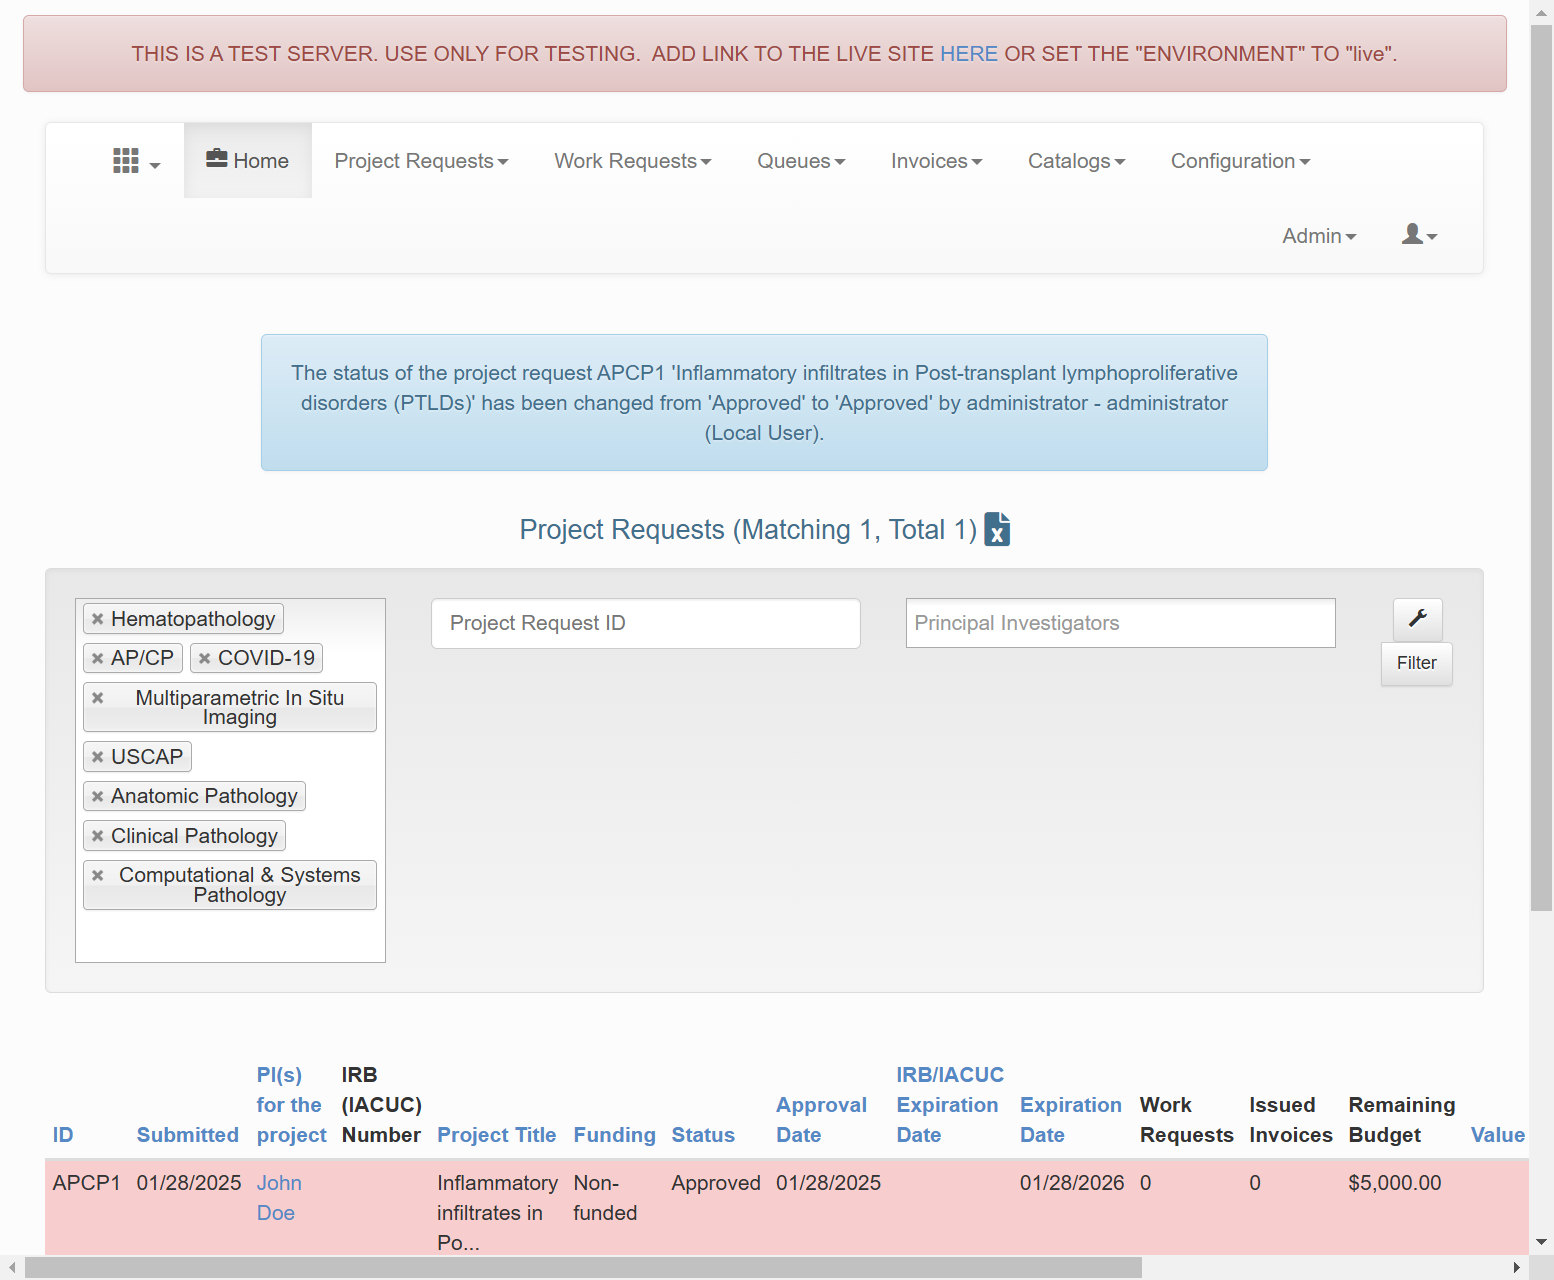 THIS IS A TEST SERVER. USE ONLY FOR TESTING.  ADD LINK TO THE LIVE SITE HERE OR SET THE "ENVIRONMENT" TO "live".
Home
Project Requests
Work Requests
Queues
Invoices
Catalogs
Configuration
Admin
The status of the project request APCP1 'Inflammatory infiltrates in Post-transplant lymphoproliferative
disorders (PTLDs)' has been changed from 'Approved' to 'Approved' by administrator - administrator
(Local User).
Project Requests (Matching 1, Total 1)
Hematopathology
AP/CP
COVID-19
Multiparametric In Situ
Imaging
USCAP
Anatomic Pathology
Clinical Pathology
Computational & Systems
Pathology
Project Request ID
Principal Investigators
Filter
ID
Submitted
PI(s)
for the
project
IRB
(IACUC)
Number
Project Title
Funding
Status
Approval
Date
IRB/IACUC
Expiration
Date
Expiration
Date
Work
Requests
Issued
Invoices
Remaining
Budget
Value
APCP1
01/28/2025
John
Doe
Inflammatory
infiltrates in
Po...
Non-
funded
Approved
01/28/2025
01/28/2026
0
0
$5,000.00